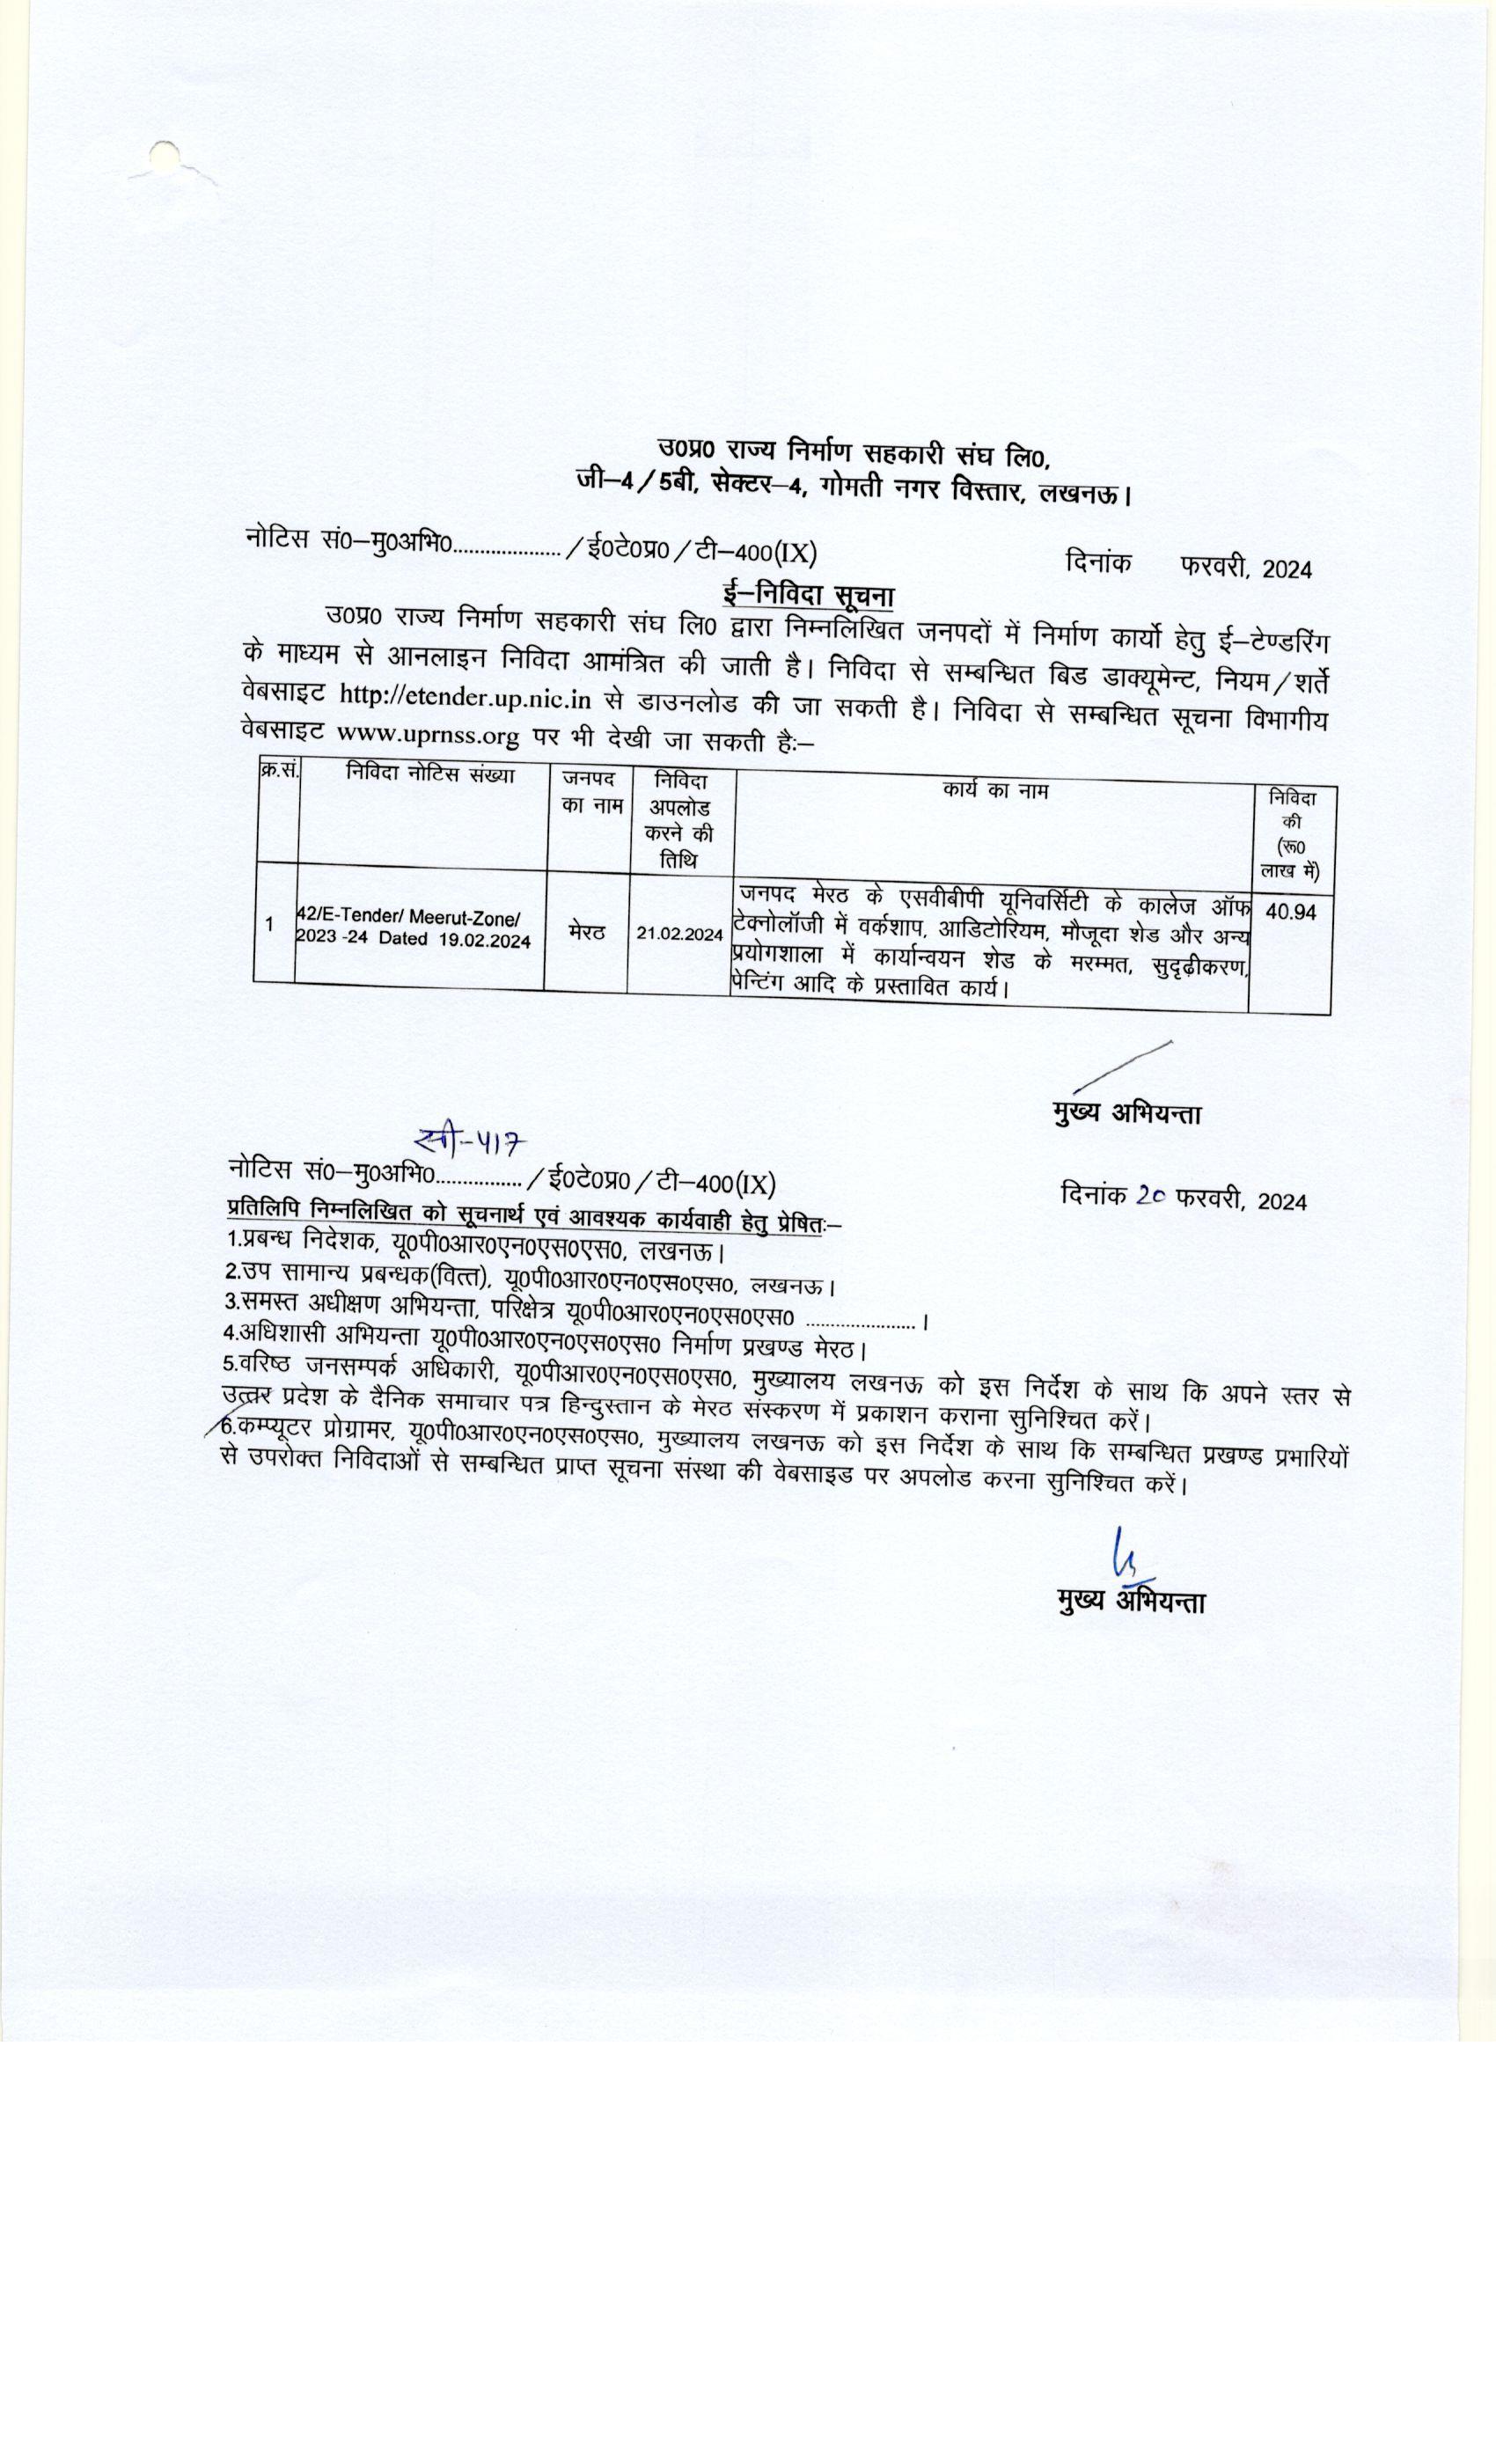 उ0प्र0 राज्य निर्माण सहकारी संघ लि0,
जी–4/5बी, सेक्टर–4, गोमती नगर विस्तार, लखनऊ।
नोटिस सं0–मु0अभि0.................... /ई0टे0प्र0/टी–400(IX) दिनांक फरवरी, 2024
ई–निविदा सूचना
उ0प्र0 राज्य निर्माण सहकारी संघ लि0 द्वारा निम्नलिखित जनपदों में निर्माण कार्यो हेतु ई–टेण्डरिंग
के माध्यम से आनलाइन निविदा आमंत्रित की जाती है। निविदा से सम्बन्धित बिड डाक्यूमेन्ट, नियम/शर्ते
वेबसाइट http://etender.up.nic.in से डाउनलोड की जा सकती है। निविदा से सम्बन्धित सूचना विभागीय
वेबसाइट www.uprnss.org पर भी देखी जा सकती हैः–
क्र.सं. निविदा नोटिस संख्या जनपद का नाम निविदा अपलोड करने की तिथि कार्य का नाम निविदा की (रू0 लाख में)
1 42/E-Tender/ Meerut-Zone/ 2023 -24 Dated 19.02.2024 मेरठ 21.02.2024 जनपद मेरठ के एसवीबीपी यूनिवर्सिटी के कालेज ऑफ 40.94
टेक्नोलॉजी में वर्कशाप, आडिटोरियम, मौजूदा शेड और अन्य
प्रयोगशाला में कार्यान्वयन शेड के मरम्मत, सुदृढ़ीकरण,
पेन्टिंग आदि के प्रस्तावित कार्य।
मुख्य अभियन्ता
सी-417
नोटिस सं0–मु0अभि0................ /ई0टे0प्र0/टी–400(IX) दिनांक 20 फरवरी, 2024
प्रतिलिपि निम्नलिखित को सूचनार्थ एवं आवश्यक कार्यवाही हेतु प्रेषितः–
1.प्रबन्ध निदेशक, यू0पी0आर0एन0एस0एस0, लखनऊ।
2.उप सामान्य प्रबन्धक(वित्त), यू0पी0आर0एन0एस0एस0, लखनऊ।
3.समस्त अधीक्षण अभियन्ता, परिक्षेत्र यू0पी0आर0एन0एस0एस0 ......................।
4.अधिशासी अभियन्ता यू0पी0आर0एन0एस0एस0 निर्माण प्रखण्ड मेरठ।
5.वरिष्ठ जनसम्पर्क अधिकारी, यू0पीआर0एन0एस0एस0, मुख्यालय लखनऊ को इस निर्देश के साथ कि अपने स्तर से
उत्तर प्रदेश के दैनिक समाचार पत्र हिन्दुस्तान के मेरठ संस्करण में प्रकाशन कराना सुनिश्चित करें।
6.कम्प्यूटर प्रोग्रामर, यू0पी0आर0एन0एस0एस0, मुख्यालय लखनऊ को इस निर्देश के साथ कि सम्बन्धित प्रखण्ड प्रभारियों
से उपरोक्त निविदाओं से सम्बन्धित प्राप्त सूचना संस्था की वेबसाइड पर अपलोड करना सुनिश्चित करें।
मुख्य अभियन्ता